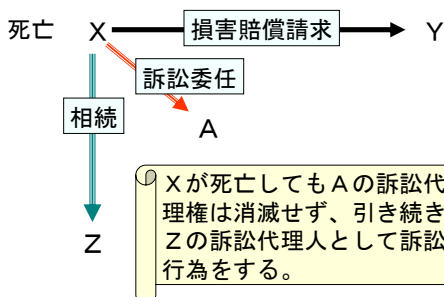 死亡 X 損害賠償請求 Y
訴訟委任
相続
A
Xが死亡してもAの訴訟代
理権は消滅せず、引き続き
Zの訴訟代理人として訴訟
行為をする。
Z